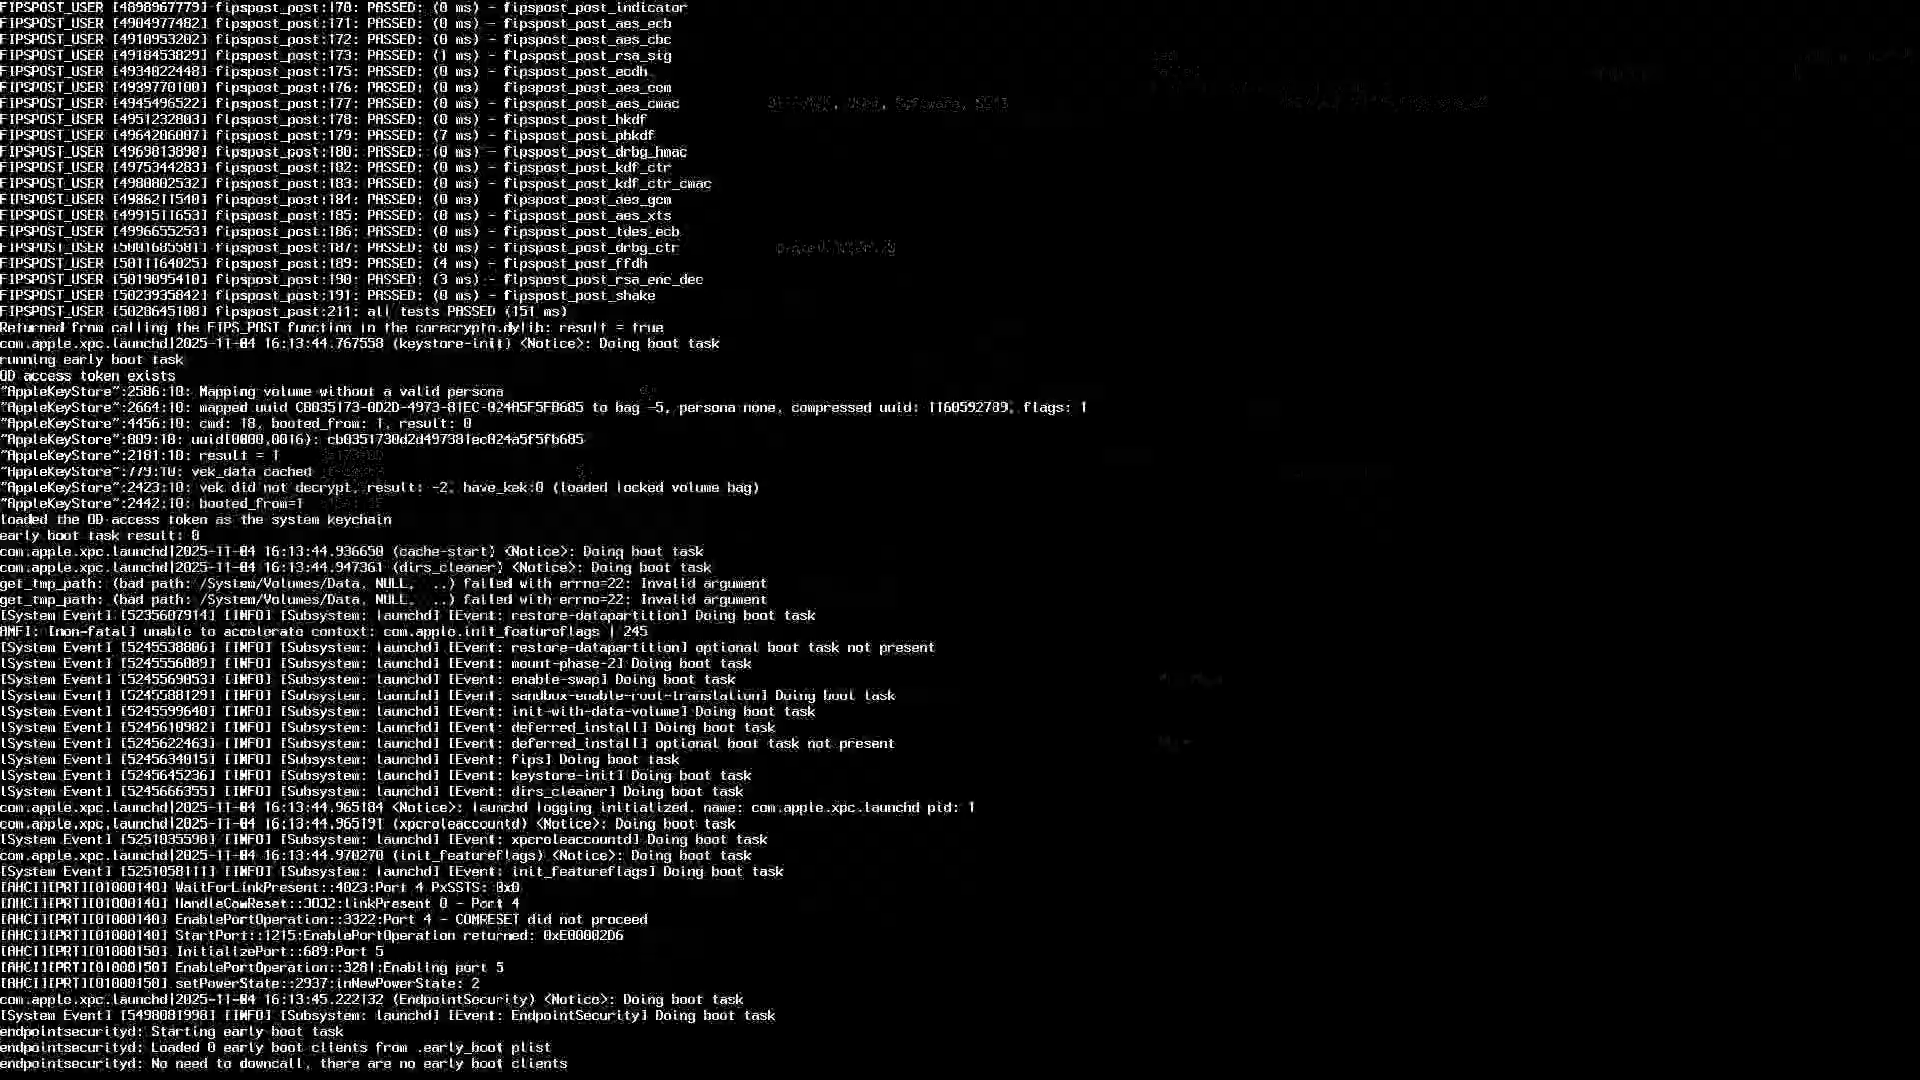 FIPSPOST_USER [48989677791] fipspost_post:170: PASSED: (0 ms) - fipspost_post_indicator
FIPSPOST_USER [49049774821] fipspost_post:171: PASSED: (0 ms) - fipspost_post_aes_ecb
FIPSPOST_USER [4910953202] fipspost_post:172: PASSED: (0 ms) - fipspost_post_aes_cbc
FIPSPOST_USER [4918453829] fipspost_post:173: PASSED: (1 ms) - fipspost_post_rsa_sig
FIPSPOST_USER [4934022448] fipspost_post:175: PASSED: (0 ms) - fipspost_post_ecdh
FIPSPOST_USER [4939770100] fipspost_post:176: PASSED: (0 ms) fipspost_post_aes_ccm
FIPSPOST_USER [4945496522] fipspost_post:177: PASSED: (0 ms) - fipspost_post_aes_cmac
FIPSPOST_USER [4951232803] fipspost_post:178: PASSED: (0 ms) - fipspost_post_hkdf
FIPSPOST_USER [4964206007] fipspost_post:179: PASSED: (7 ms) - fipspost_post_pbkdf
FIPSPOST_USER [4969813890] fipspost_post:180: PASSED: (0 ms) - fipspost_post_drbg_hmac
FIPSPOST_USER [4975344283] fipspost_post:182: PASSED: (0 ms) - fipspost_post_kdf_ctr
FIPSPOST_USER [4980802532] fipspost_post:183: PASSED: (0 ms) - fipspost_post_kdf_ctr_cmac
FIPSPOST_USER [4986211540] fipspost_post:184: PASSED: (0 ms) fipspost_post_aes_gcm
FIPSPOST_USER [4991511653] fipspost_post:185: PASSED: (0 ms) - fipspost_post_aes_xts
FIPSPOST_USER [4996655253] fipspost_post:186: PASSED: (0 ms) - fipspost_post_tdes_ecb
FIPSPOST_USER [5001685581] fipspost_post:187: PASSED: (0 ms) - fipspost_post_drbg_ctr
FIPSPOST_USER [5011164025] fipspost_post:189: PASSED: (4 ms) - fipspost_post_ffdh
FIPSPOST_USER [5019095410] fipspost_post:190: PASSED: (3 ms) - fipspost_post_rsa_enc_dec
FIPSPOST_USER [5023935842] fipspost_post:191: PASSED: (0 ms) - fipspost_post_shake
FIPSPOST_USER [5028645108] fipspost_post:211: all tests PASSED (151 ms)
Returned from calling the FIPS_POST function in the corecrypto.dylib: result = true
com.apple.xpc.launchd|2025-11-04 16:13:44.767558 (keystore-init) <Notice>: Doing boot task
running early boot task
OD access token exists
"AppleKeyStore":2586:10: Mapping volume without a valid persona
"AppleKeyStore":2664:10: mapped uuid CB035173-0D2D-4973-81EC-024A5F5FB685 to bag -5, persona none, compressed uuid: 1160592789, flags: 1
"AppleKeyStore":4456:10: cmd: 18, booted_from: 1, result: 0
"AppleKeyStore":809:10: uuid[0000,0016): cb0351730d2d497381ec024a5f5fb685
"AppleKeyStore":2181:10: result = 1
"AppleKeyStore":779:10: vek_data cached
"AppleKeyStore":2423:10: vek did not decrypt, result: -2, have_kek:0 (loaded locked volume bag)
"AppleKeyStore":2442:10: booted_from=1
loaded the OD access token as the system keychain
early boot task result: 0
com.apple.xpc.launchd|2025-11-04 16:13:44.936650 (cache-start) <Notice>: Doing boot task
com.apple.xpc.launchd|2025-11-04 16:13:44.947361 (dirs_cleaner) <Notice>: Doing boot task
get_tmp_path: (bad path: /System/Volumes/Data, NULL, ..) failed with errno=22: Invalid argument
get_tmp_path: (bad path: /System/Volumes/Data, NULL, ..) failed with errno=22: Invalid argument
[System Event] [5235607914] [INFO] [Subsystem: launchd] [Event: restore-datapartition] Doing boot task
AMFI: [non-fatal] unable to accelerate context: com.apple.init_featureflags | 245
[System Event] [5245538806] [INFO] [Subsystem: launchd] [Event: restore-datapartition] optional boot task not present
[System Event] [5245556089] [INFO] [Subsystem: launchd] [Event: mount-phase-2] Doing boot task
[System Event] [5245569053] [INFO] [Subsystem: launchd] [Event: enable-swap] Doing boot task
[System Event] [5245588129] [INFO] [Subsystem: launchd] [Event: sandbox-enable-root-translation] Doing boot task
[System Event] [5245599640] [INFO] [Subsystem: launchd] [Event: init-with-data-volume] Doing boot task
[System Event] [5245610982] [INFO] [Subsystem: launchd] [Event: deferred_install] Doing boot task
[System Event] [5245622463] [INFO] [Subsystem: launchd] [Event: deferred_install] optional boot task not present
[System Event] [5245634015] [INFO] [Subsystem: launchd] [Event: fips] Doing boot task
[System Event] [5245645236] [INFO] [Subsystem: launchd] [Event: keystore-init] Doing boot task
[System Event] [5245666355] [INFO] [Subsystem: launchd] [Event: dirs_cleaner] Doing boot task
com.apple.xpc.launchd|2025-11-04 16:13:44.965184 <Notice>: launchd logging initialized. name: com.apple.xpc.launchd pid: 1
com.apple.xpc.launchd|2025-11-04 16:13:44.965191 (xpcroleaccountd) <Notice>: Doing boot task
[System Event] [5251035598] [INFO] [Subsystem: launchd] [Event: xpcroleaccountd] Doing boot task
com.apple.xpc.launchd|2025-11-04 16:13:44.970270 (init_featureflags) <Notice>: Doing boot task
[System Event] [5251058111] [INFO] [Subsystem: launchd] [Event: init_featureflags] Doing boot task
[AHCI][PRT][01000140] WaitForLinkPresent::4023:Port 4 PxSSTS: 0x0
[AHCI][PRT][01000140] HandleComReset::3032:linkPresent 0 - Port 4
[AHCI][PRT][01000140] EnablePortOperation::3322:Port 4 - COMRESET did not proceed
[AHCI][PRT][01000140] StartPort::1215:EnablePortOperation returned: 0xE00002D6
[AHCI][PRT][01000150] InitializePort::689:Port 5
[AHCI][PRT][01000150] EnablePortOperation::3281:Enabling port 5
[AHCI][PRT][01000150] setPowerState::2937:inNewPowerState: 2
com.apple.xpc.launchd|2025-11-04 16:13:45.222132 (EndpointSecurity) <Notice>: Doing boot task
[System Event] [5498081998] [INFO] [Subsystem: launchd] [Event: EndpointSecurity] Doing boot task
endpointsecurityd: Starting early boot task
endpointsecurityd: Loaded 0 early boot clients from .early_boot plist
endpointsecurityd: No need to downcall, there are no early boot clients